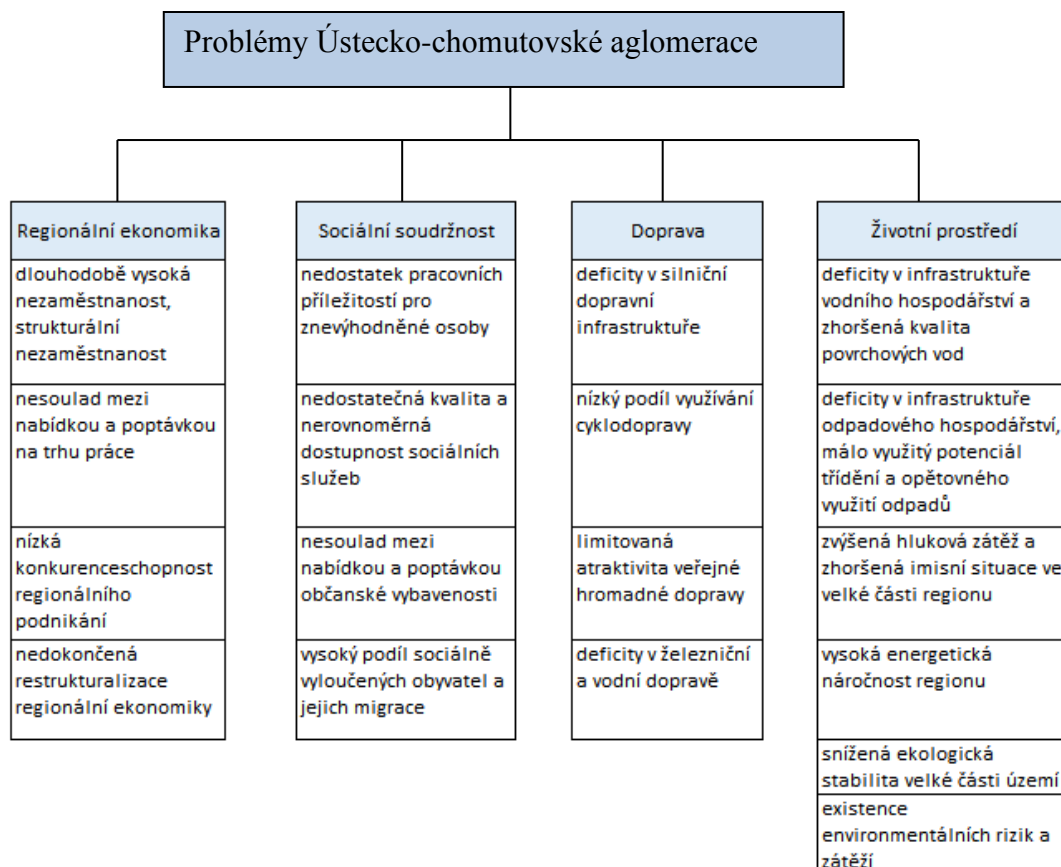 Problémy Ústecko-chomutovské aglomerace
Regionální ekonomika
dlouhodobě vysoká
nezaměstnanost,
strukturální
nezaměstnanost
nesoulad mezi
nabídkou a poptávkou
na trhu práce
nízká
konkurenceschopnost
regionálního
podnikání
nedokončená
restrukturalizace
regionální ekonomiky
Sociální soudržnost
nedostatek pracovních
příležitostí pro
znevýhodněné osoby
nedostatečná kvalita a
nerovnoměrná
dostupnost sociálních
služeb
nesoulad mezi
nabídkou a poptávkou
občanské vybavenosti
vysoký podíl sociálně
vyloučených obyvatel a
jejich migrace
Doprava
deficity v silniční
dopravní
infrastruktuře
nízký podíl využívání
cyklodopravy
limitovaná
atraktivita veřejné
hromadné dopravy
deficity v železniční
a vodní dopravě
Životní prostředí
deficity v infrastruktuře
vodního hospodářství a
zhoršená kvalita
povrchových vod
deficity v infrastruktuře
odpadového hospodářství,
málo využitý potenciál
třídění a opětovného
využití odpadů
zvýšená hluková zátěž a
zhoršená imisní situace ve
velké části regionu
vysoká energetická
náročnost regionu
snížená ekologická
stabilita velké části území
existence
environmentálních rizik a
zátěží